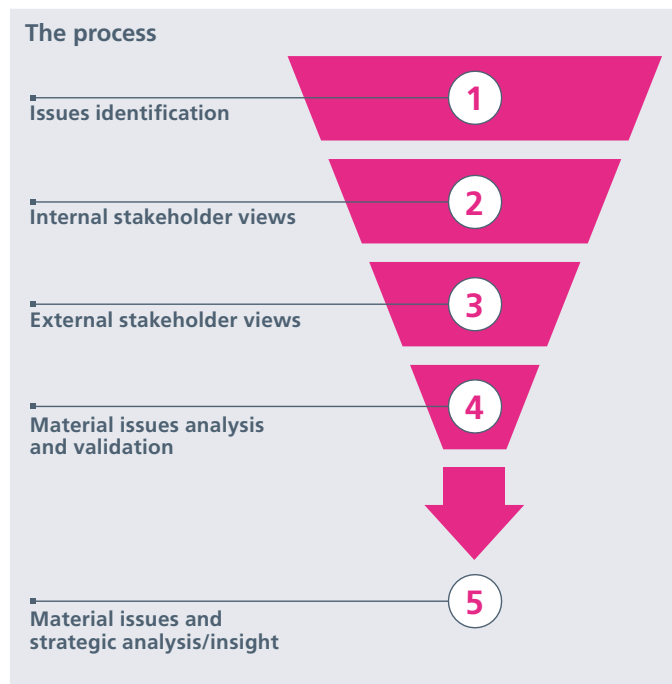 The process
1
Issues identification
2
Internal stakeholder views
3
External stakeholder views
4
Material issues analysis
and validation
5
Material issues and
strategic analysis/insight